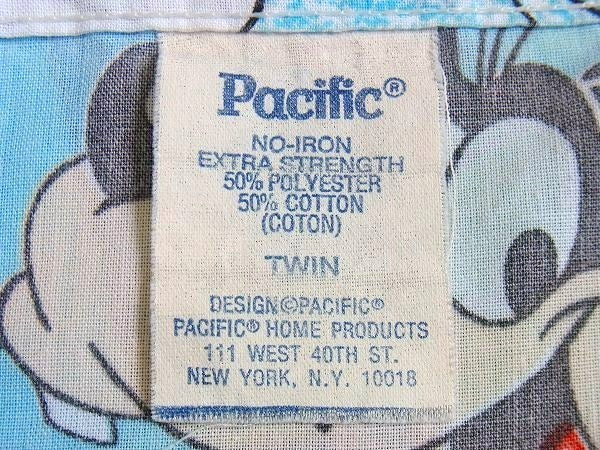 Pacific®
NO-IRON
EXTRA STRENGTH
50% POLYESTER
50% COTTON
(COTON)
TWIN
DESIGN©PACIFIC®
PACIFIC® HOME PRODUCTS
111 WEST 40TH ST.
NEW YORK, N.Y. 10018